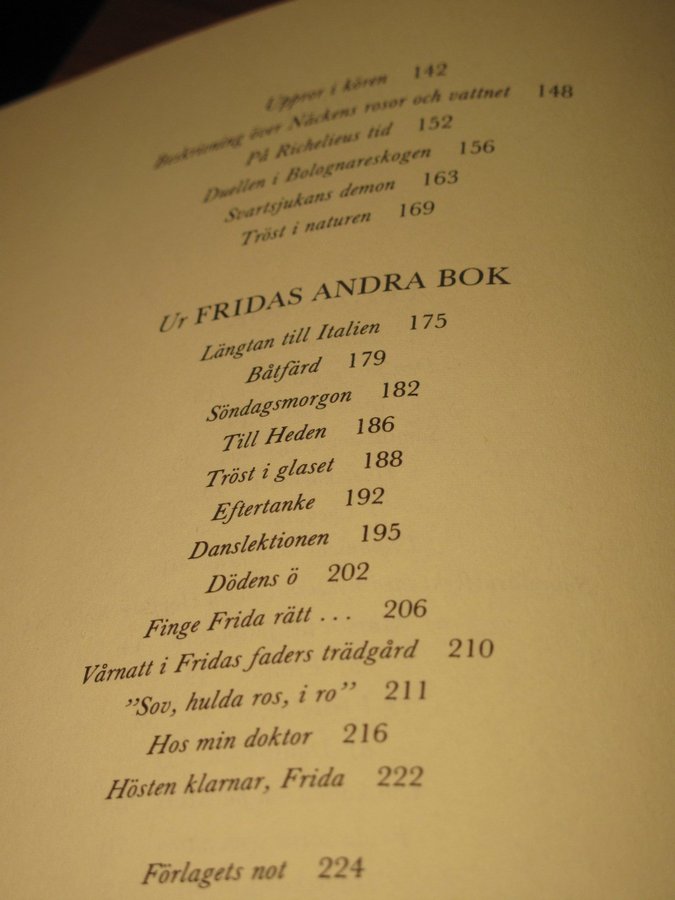 Uppror i kören 142
Beskrivning över Näckens rosor och vattnet 148
På Richelieus tid 152
Duellen i Bolognareskogen 156
Svartsjukans demon 163
Tröst i naturen 169
Ur FRIDAS ANDRA BOK
Längtan till Italien 175
Båtfärd 179
Söndagsmorgon 182
Till Heden 186
Tröst i glaset 188
Eftertanke 192
Danslektionen 195
Dödens ö 202
Finge Frida rätt ... 206
Vårnatt i Fridas faders trädgård 210
”Sov, hulda ros, i ro” 211
Hos min doktor 216
Hösten klarnar, Frida 222
Förlagets not 224